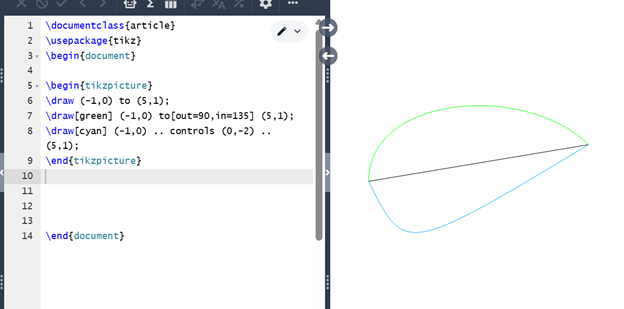 1 \documentclass{article}
2 \usepackage{tikz}
3 \begin{document}
4
5 \begin{tikzpicture}
6 \draw (-1,0) to (5,1);
7 \draw[green] (-1,0) to[out=90,in=135] (5,1);
8 \draw[cyan] (-1,0) .. controls (0,-2) ..
(5,1);
9 \end{tikzpicture}
10
11
12
13
14 \end{document}